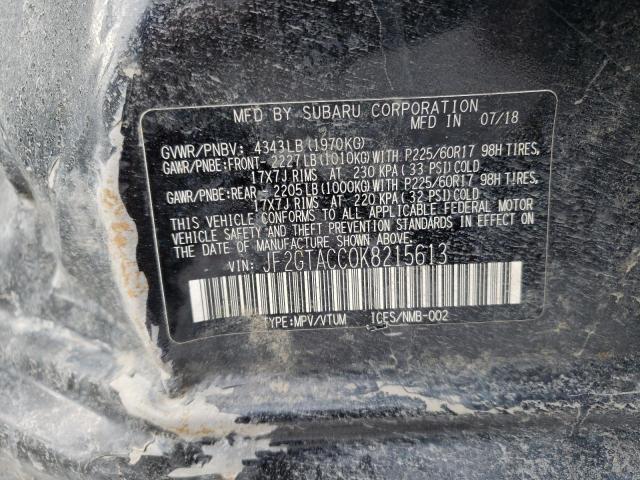 MFD BY SUBARU CORPORATION
MFD IN 07/18
GVWR/PNBV: 4343LB (1970KG)
GAWR/PNBE:FRONT- 2227LB(1010KG)WITH P225/60R17 98H TIRES,
17X7J RIMS AT 230 KPA (33 PSI)COLD
GAWR/PNBE:REAR - 2205LB(1000KG)WITH P225/60R17 98H TIRES,
17X7J RIMS AT 220 KPA (32 PSI)COLD
THIS VEHICLE CONFORMS TO ALL APPLICABLE FEDERAL MOTOR
VEHICLE SAFETY AND THEFT PREVENTION STANDARDS IN
EFFECT ON THE DATE OF MANUFACTURE SHOWN ABOVE.
VIN: JF2GTACC0K8215613
TYPE:MPV/VTUM ICES/NMB-002